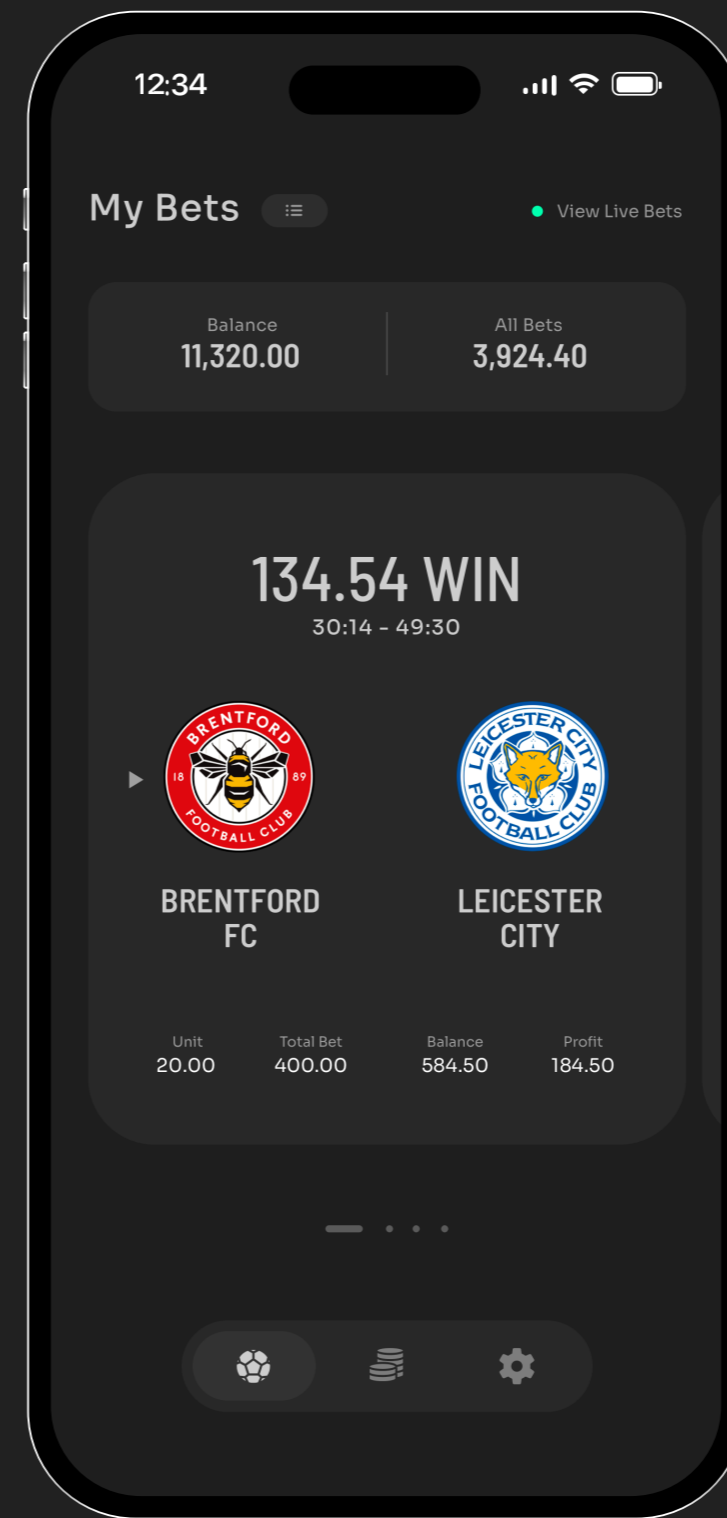 12:34
My Bets
View Live Bets
Balance
All Bets
11,320.00
3,924.40
134.54 WIN
30:14 - 49:30
BRENTFORD
18 89
FOOTBALL CLUB
LEICESTER CITY
FOOTBALL CLUB
BRENTFORD
FC
LEICESTER
CITY
Unit
Total Bet
Balance
Profit
20.00
400.00
584.50
184.50